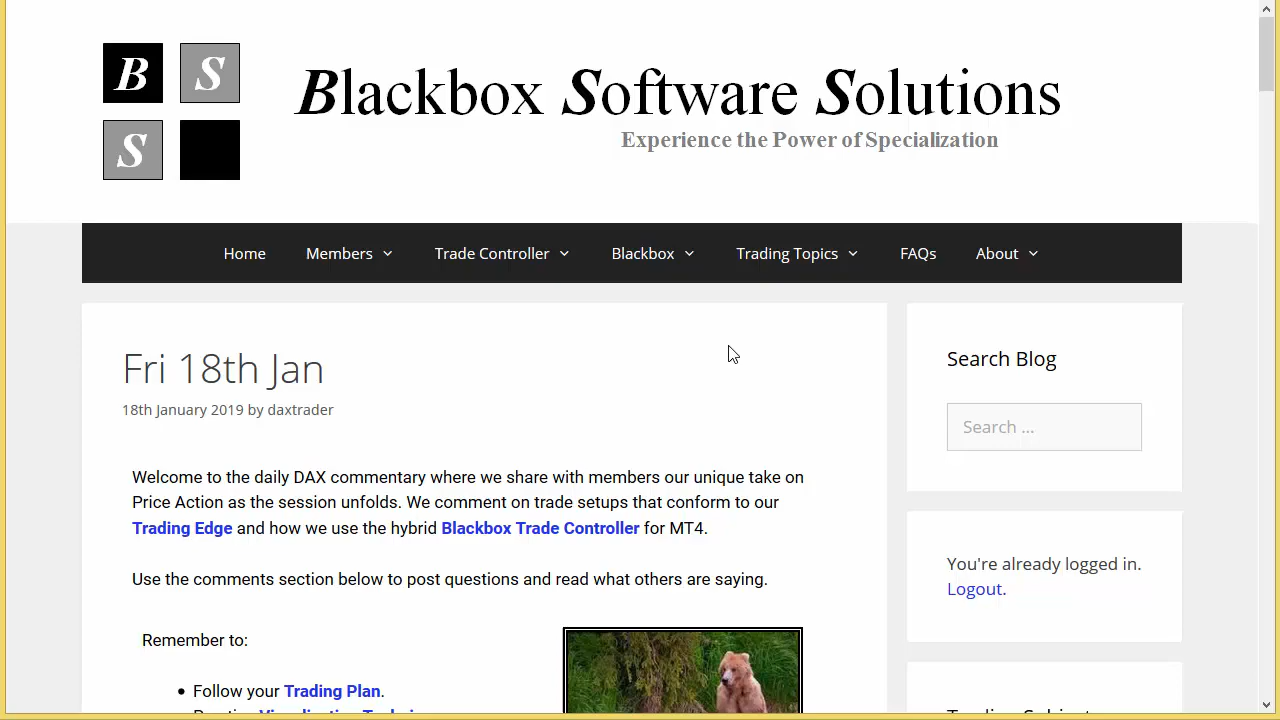 B S
S
Blackbox Software Solutions
Experience the Power of Specialization
Home Members Trade Controller Blackbox Trading Topics FAQs About
Fri 18th Jan
18th January 2019 by daxtrader
Welcome to the daily DAX commentary where we share with members our unique take on
Price Action as the session unfolds. We comment on trade setups that conform to our
Trading Edge and how we use the hybrid Blackbox Trade Controller for MT4.
Use the comments section below to post questions and read what others are saying.
Remember to:
Follow your Trading Plan.
Search Blog
Search ...
You're already logged in.
Logout.